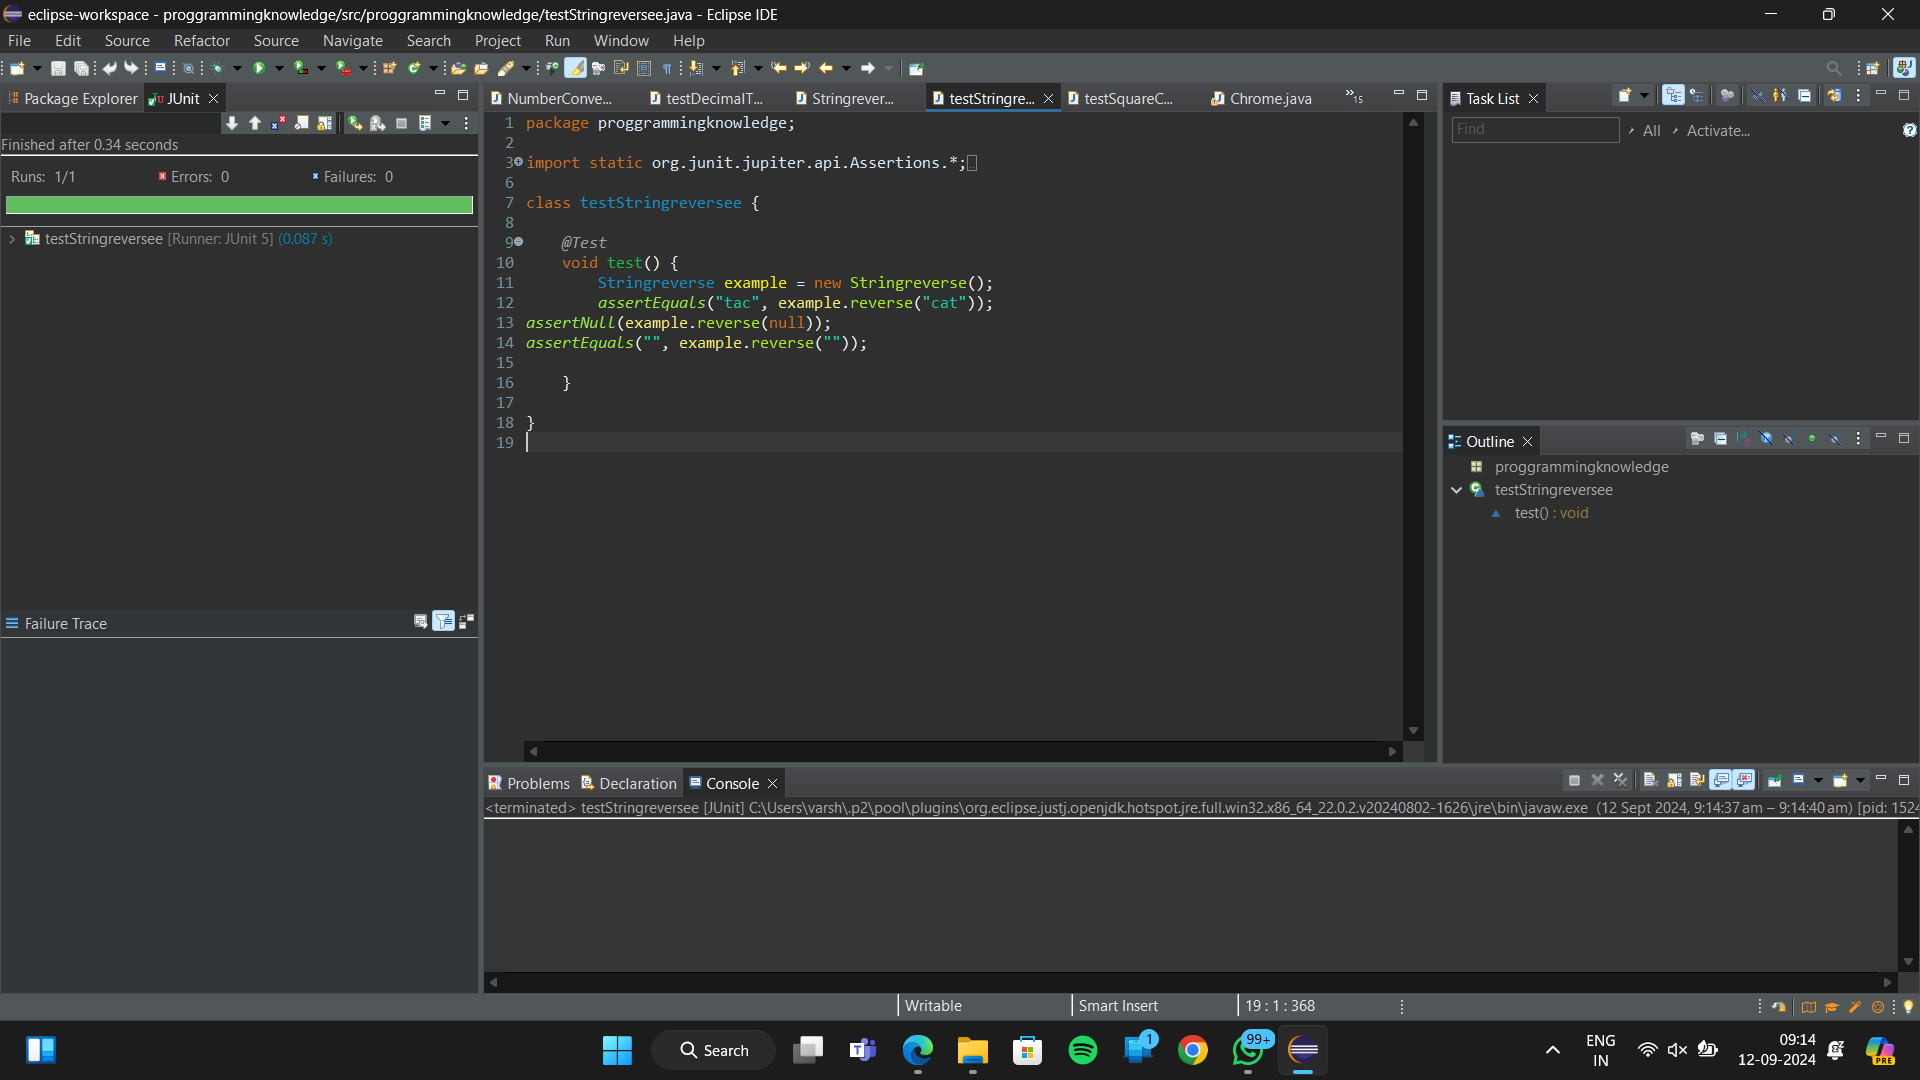 eclipse-workspace - proggrammingknowledge/src/proggrammingknowledge/testStringreversee.java - Eclipse IDE
File Edit Source Refactor Source Navigate Search Project Run Window Help
Package Explorer JUnit
Finished after 0.34 seconds
Runs: 1/1 Errors: 0 Failures: 0
testStringreversee [Runner: JUnit 5] (0.087 s)
Failure Trace
NumberConve... testDecimalT... Stringrever... testStringre... testSquareC... Chrome.java »15
1 package proggrammingknowledge;
2
3 import static org.junit.jupiter.api.Assertions.*;
6
7 class testStringreversee {
8
9 @Test
10 void test() {
11 Stringreverse example = new Stringreverse();
12 assertEquals("tac", example.reverse("cat"));
13 assertNull(example.reverse(null));
14 assertEquals("", example.reverse(""));
15
16 }
17
18 }
19
Task List
Find All Activate...
Outline
proggrammingknowledge
testStringreversee
test() : void
Problems Declaration Console
<terminated> testStringreversee [JUnit] C:\Users\varsh\.p2\pool\plugins\org.eclipse.justj.openjdk.hotspot.jre.full.win32.x86_64_22.0.2.v20240802-1626\jre\bin\javaw.exe (12 Sept 2024, 9:14:37 am – 9:14:40 am) [pid: 1524
Writable Smart Insert 19 : 1 : 368
Search
1
99+
ENG
IN
09:14
12-09-2024
PRE